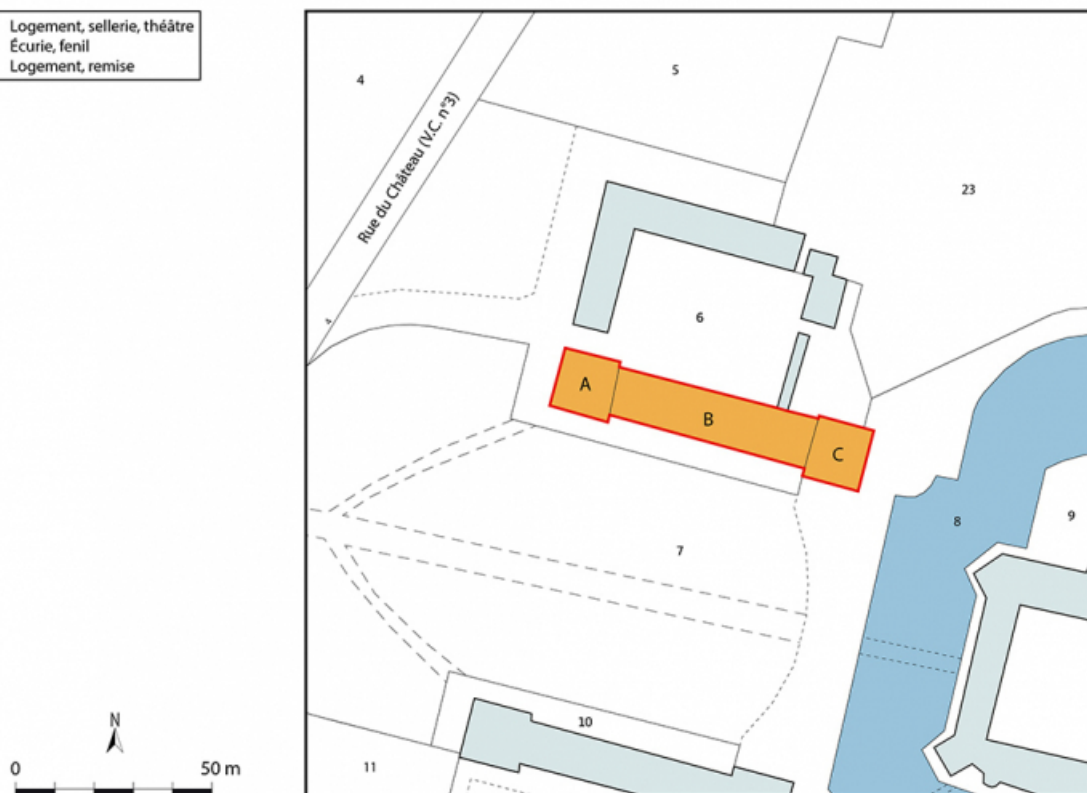 Logement, sellerie, théâtre
Écurie, fenil
Logement, remise
4
5
Rue du Château (V.C. n°3)
23
4
6
A
B
C
8
9
7
10
11
N
0 50 m